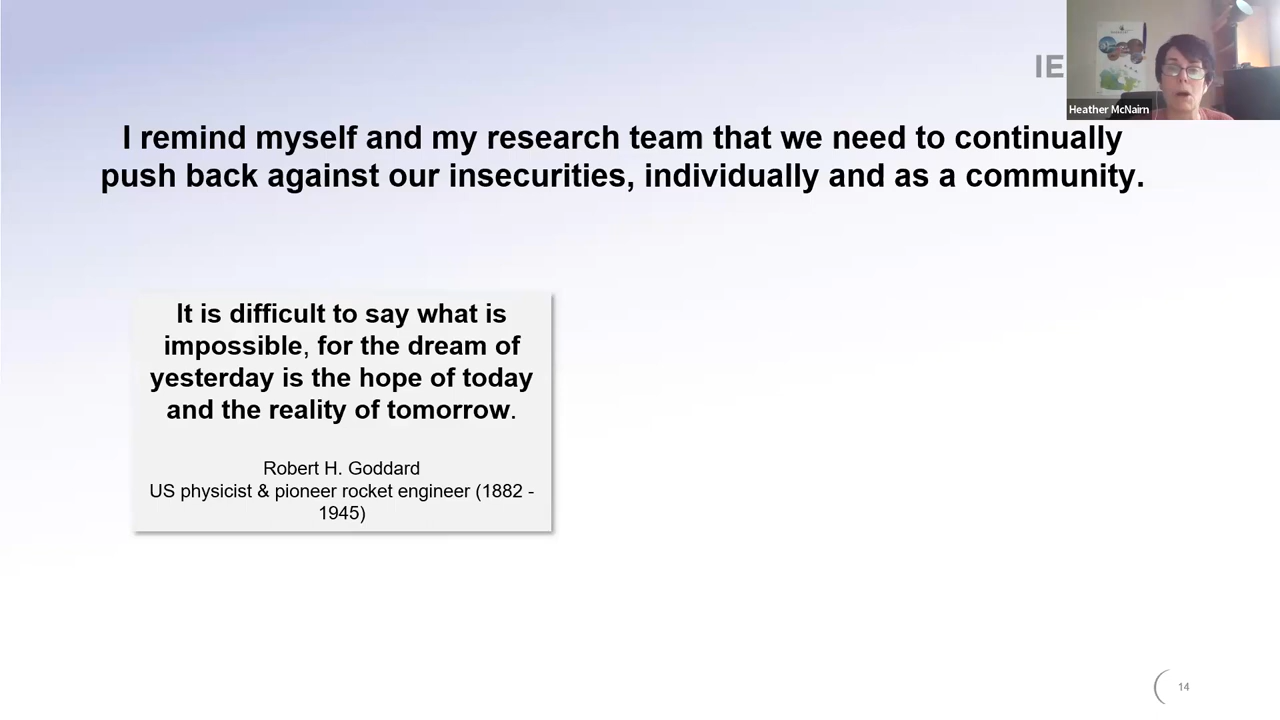 IE
Heather McNairn
I remind myself and my research team that we need to continually
push back against our insecurities, individually and as a community.
It is difficult to say what is
impossible, for the dream of
yesterday is the hope of today
and the reality of tomorrow.
Robert H. Goddard
US physicist & pioneer rocket engineer (1882 -
1945)
14